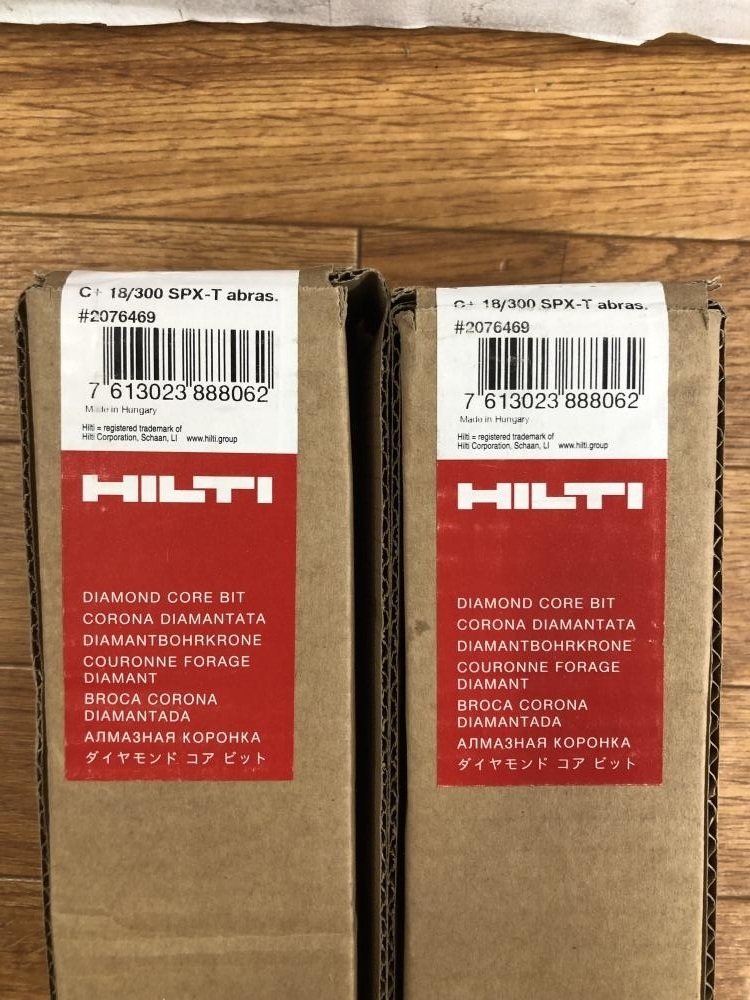 C+ 18/300 SPX-T abras.
#2076469
7 613023 888062
Made in Hungary
Hilti = registered trademark of
Hilti Corporation, Schaan, LI www.hilti.group
HILTI
DIAMOND CORE BIT
CORONA DIAMANTATA
DIAMANTBOHRKRONE
COURONNE FORAGE
DIAMANT
BROCA CORONA
DIAMANTADA
АЛМАЗНАЯ КОРОНКА
ダイヤモンド コア ビット
C+ 18/300 SPX-T abras.
#2076469
7 613023 888062
Made in Hungary
Hilti = registered trademark of
Hilti Corporation, Schaan, LI www.hilti.group
HILTI
DIAMOND CORE BIT
CORONA DIAMANTATA
DIAMANTBOHRKRONE
COURONNE FORAGE
DIAMANT
BROCA CORONA
DIAMANTADA
АЛМАЗНАЯ КОРОНКА
ダイヤモンド コア ビット